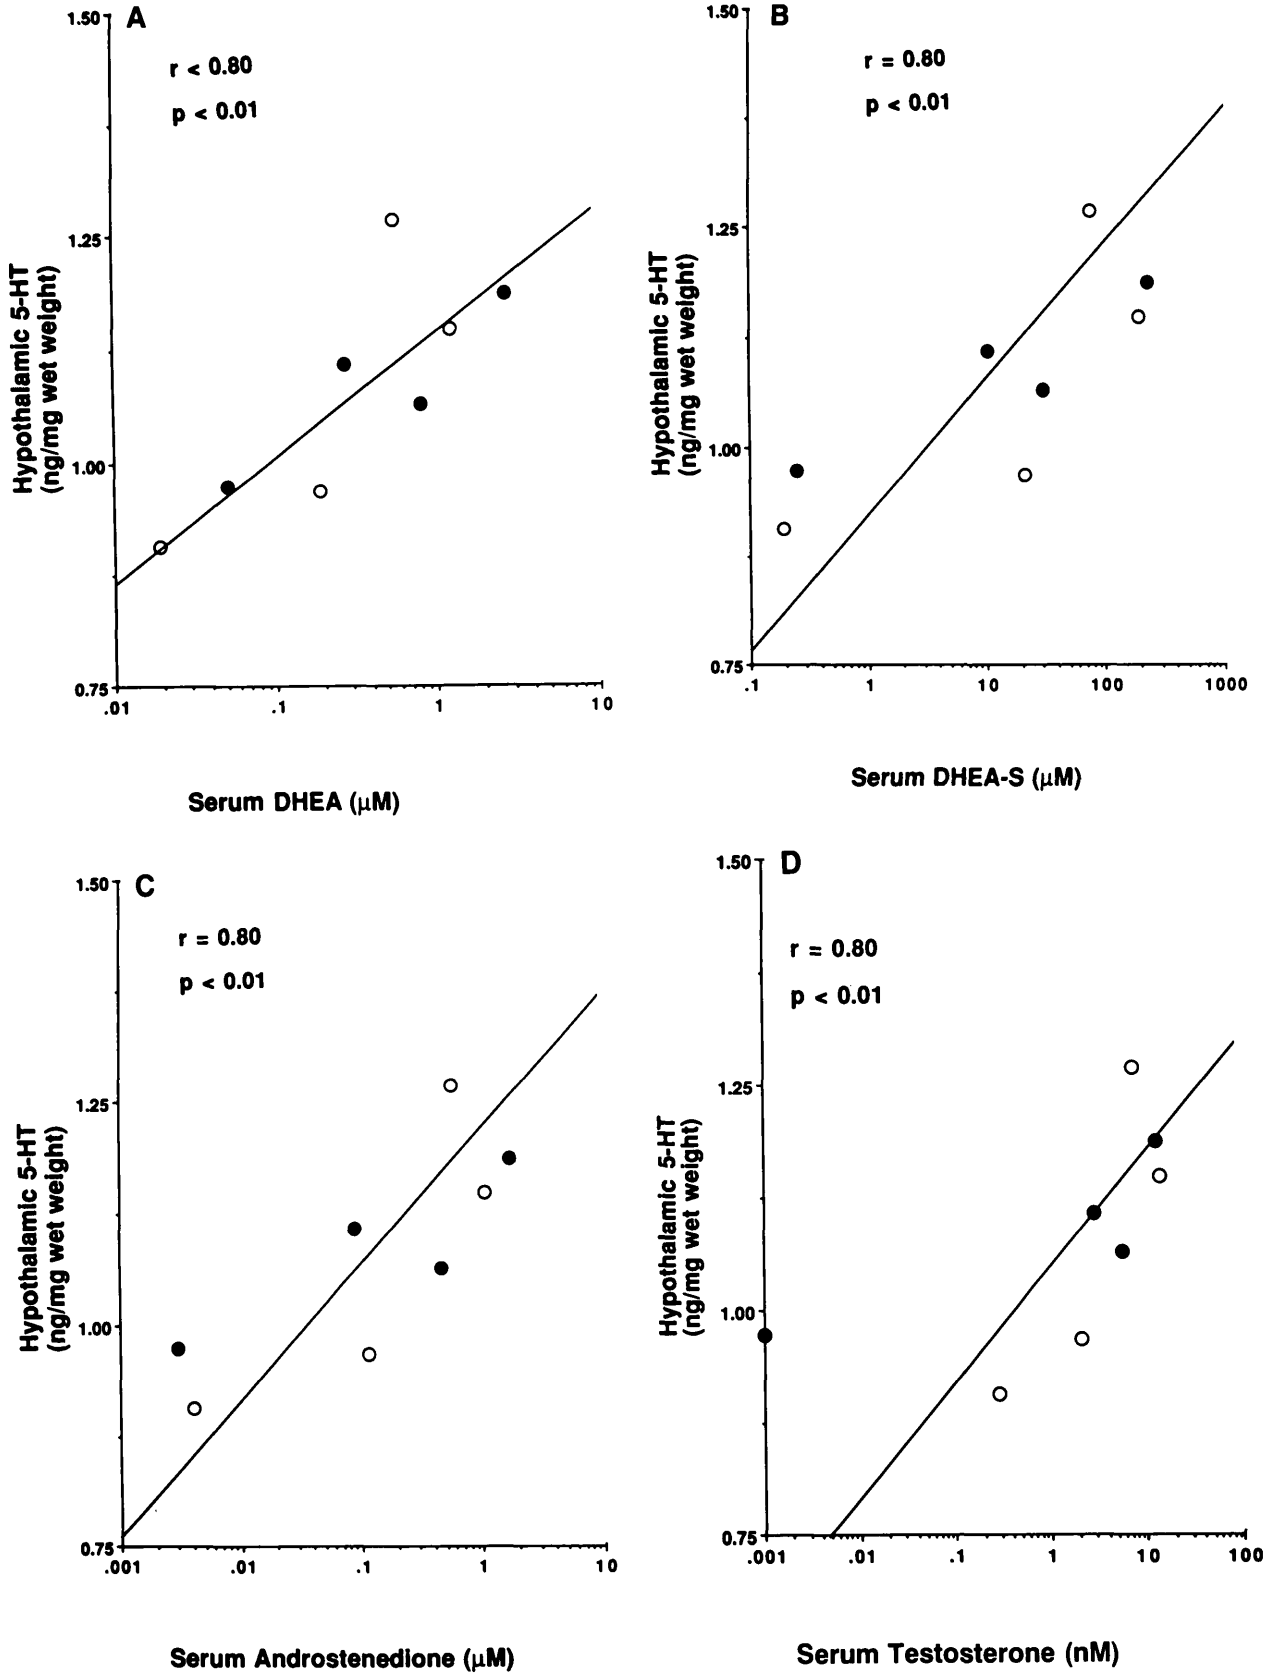 A
r < 0.80
p < 0.01
1.50
1.25
1.00
0.75
.01 .1 1 10
Hypothalamic 5-HT
(ng/mg wet weight)
Serum DHEA (μM)
B
r = 0.80
p < 0.01
1.50
1.25
1.00
0.75
.1 1 10 100 1000
Hypothalamic 5-HT
(ng/mg wet weight)
Serum DHEA-S (μM)
C
r = 0.80
p < 0.01
1.50
1.25
1.00
0.75
.001 .01 .1 1 10
Hypothalamic 5-HT
(ng/mg wet weight)
Serum Androstenedione (μM)
D
r = 0.80
p < 0.01
1.50
1.25
1.00
0.75
.001 .01 .1 1 10 100
Hypothalamic 5-HT
(ng/mg wet weight)
Serum Testosterone (nM)